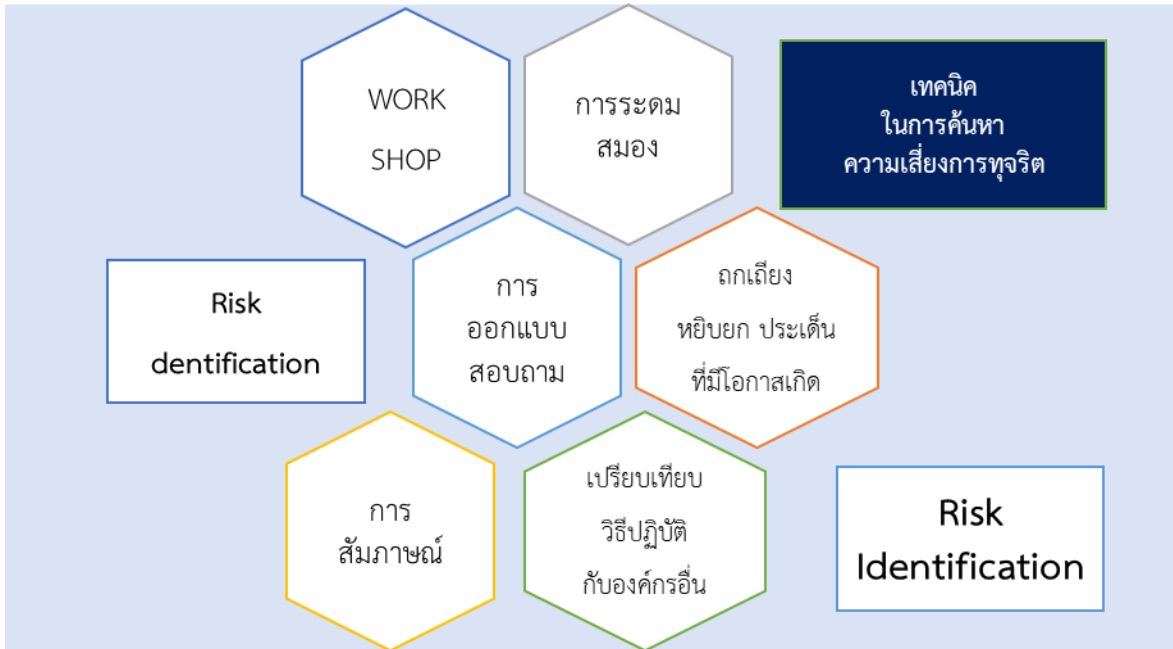 WORK
SHOP
การระดม
สมอง
เทคนิค
ในการค้นหา
ความเสี่ยงการทุจริต
Risk
dentification
การ
ออกแบบ
สอบถาม
ถกเถียง
หยิบยก ประเด็น
ที่มีโอกาสเกิด
การ
สัมภาษณ์
เปรียบเทียบ
วิธีปฏิบัติ
กับองค์กรอื่น
Risk
Identification